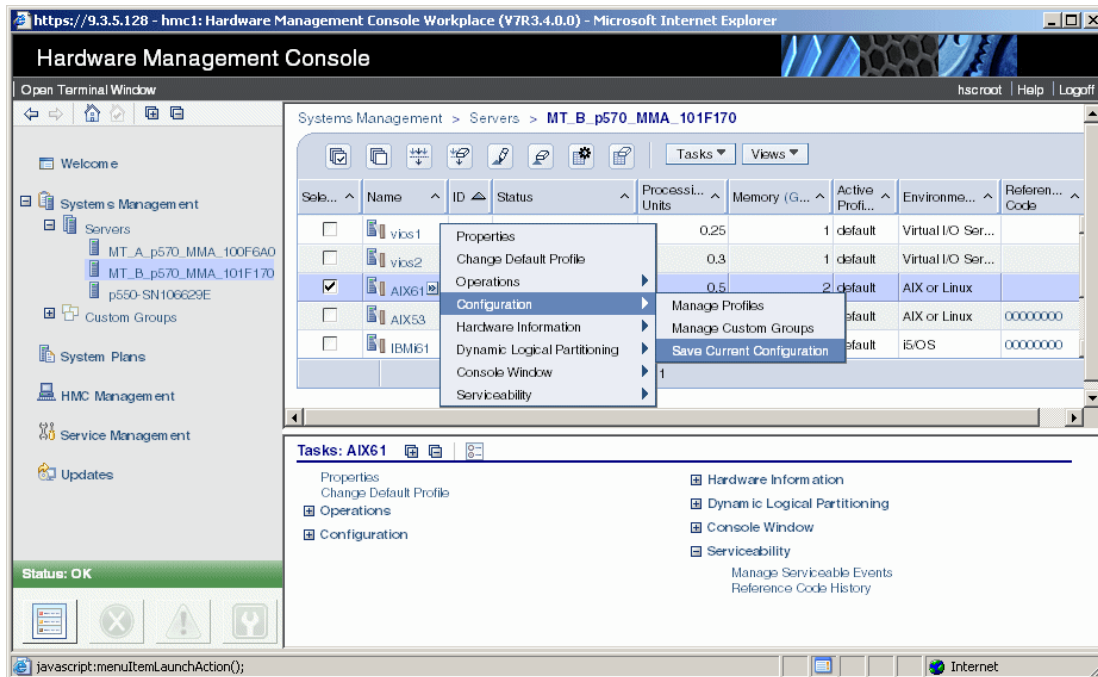 https://9.3.5.128 - hmc1: Hardware Management Console Workplace (V7R3.4.0.0) - Microsoft Internet Explorer
Hardware Management Console
Open Terminal Window
hscroot | Help | Logoff
Welcome
Systems Management
Servers
MT_A_p570_MMA_100F6A0
MT_B_p570_MMA_101F170
p550-SN106629E
Custom Groups
System Plans
HMC Management
Service Management
Updates
Status: OK
Systems Management > Servers > MT_B_p570_MMA_101F170
Tasks Views
Sele... Name ID Status Processi... Units Memory (G... Active Profi... Environme... Referen... Code
vios1 0.25 1 default Virtual I/O Ser...
vios2 0.3 1 default Virtual I/O Ser...
AIX61 0.5 2 default AIX or Linux
AIX53 efault AIX or Linux 00000000
IBMi61 efault i5/OS 00000000
1
Properties
Change Default Profile
Operations
Configuration
Hardware Information
Dynamic Logical Partitioning
Console Window
Serviceability
Manage Profiles
Manage Custom Groups
Save Current Configuration
Tasks: AIX61
Properties
Change Default Profile
Operations
Configuration
Hardware Information
Dynamic Logical Partitioning
Console Window
Serviceability
Manage Serviceable Events
Reference Code History
javascript:menuItemLaunchAction();
Internet